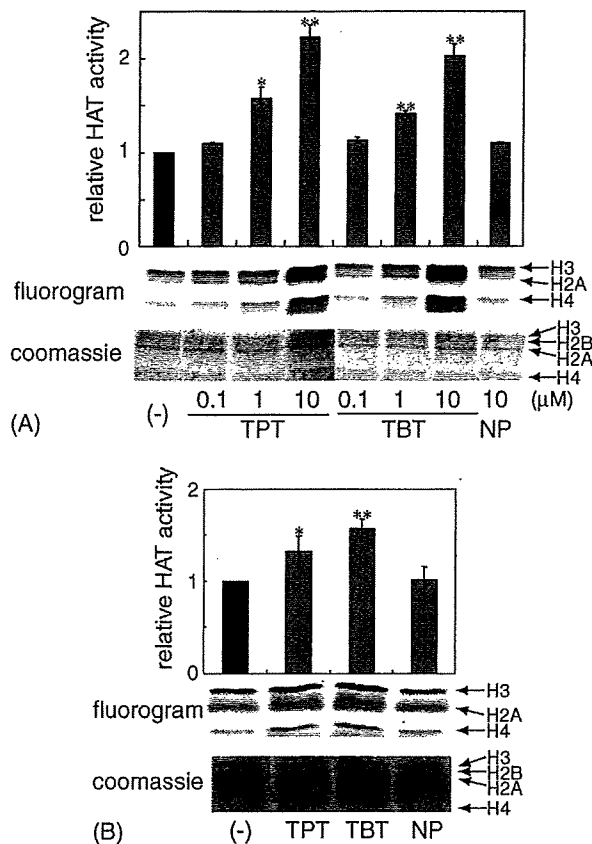 relative HAT activity
2
1
0
* ** ** **
fluorogram
H3
H2A
H4
coomassie
H3
H2B
H2A
H4
(-) 0.1 1 10 0.1 1 10 10 (μM)
(A) TPT TBT NP
relative HAT activity
2
1
0
* **
fluorogram
H3
H2A
H4
coomassie
H3
H2B
H2A
H4
(B) (-) TPT TBT NP